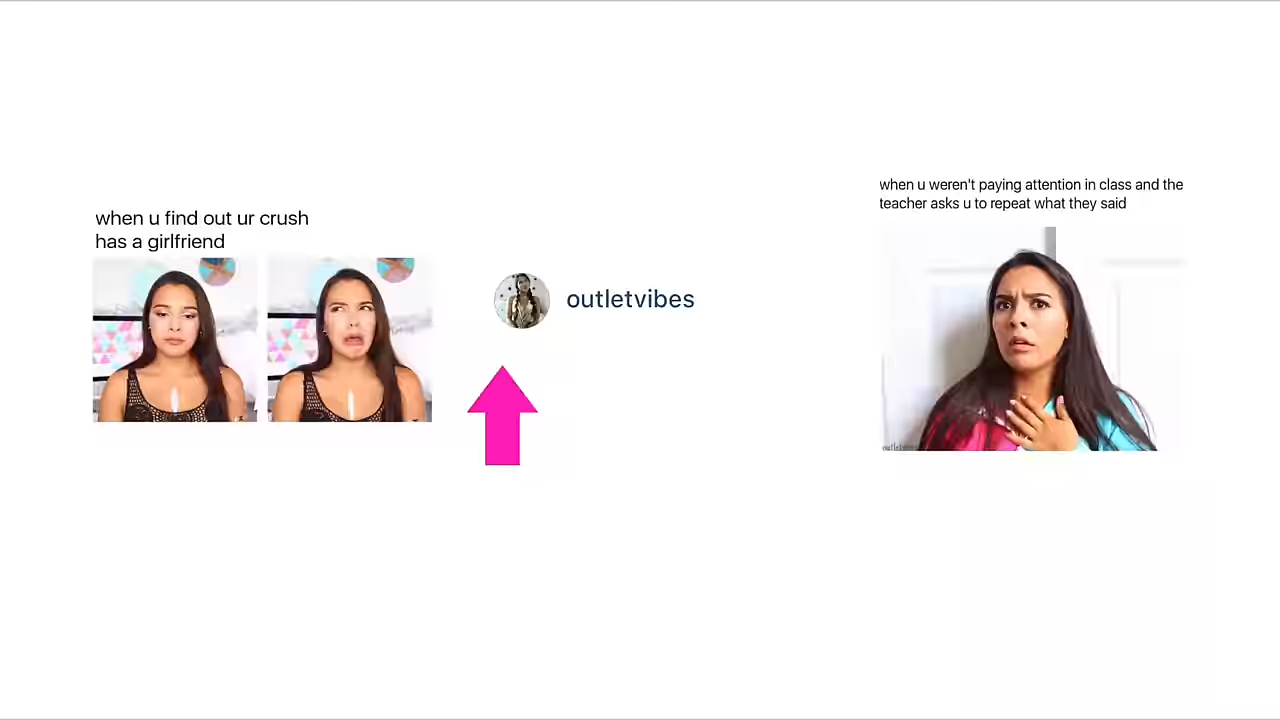 when u find out ur crush
has a girlfriend
outletvibes
when u weren't paying attention in class and the
teacher asks u to repeat what they said